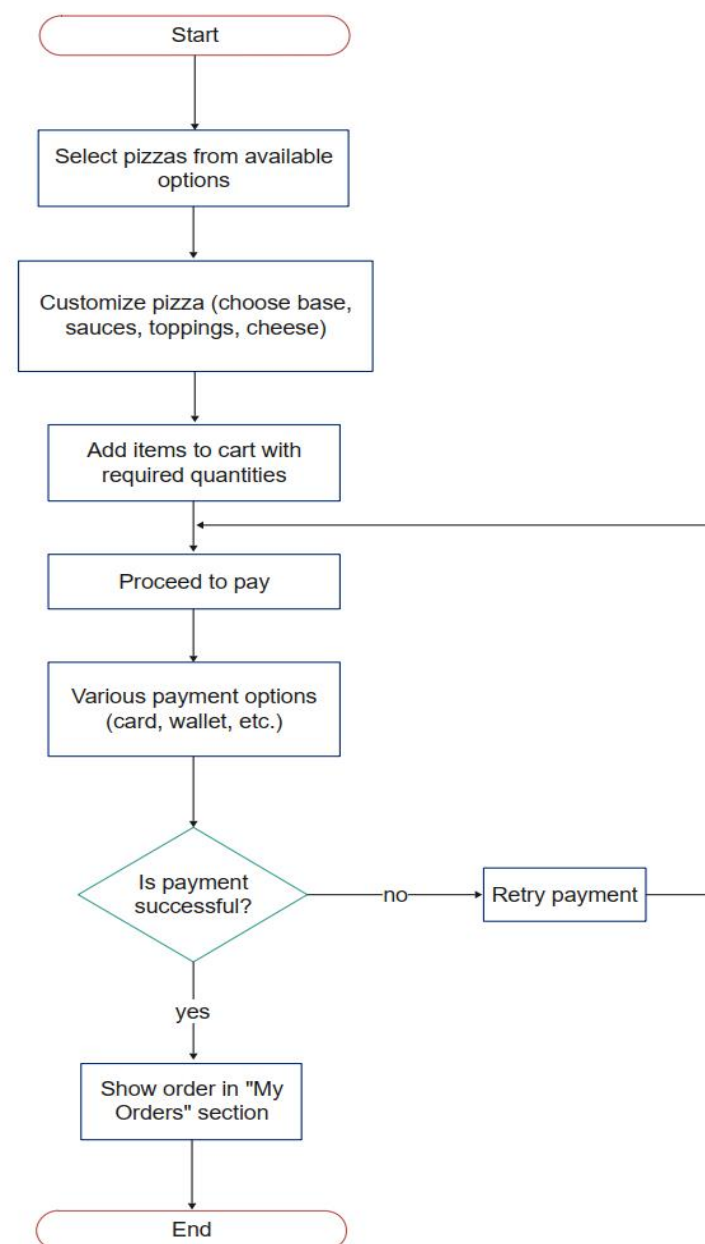 Start
Select pizzas from available
options
Customize pizza (choose base,
sauces, toppings, cheese)
Add items to cart with
required quantities
Proceed to pay
Various payment options
(card, wallet, etc.)
Is payment
successful?
no
Retry payment
yes
Show order in "My
Orders" section
End